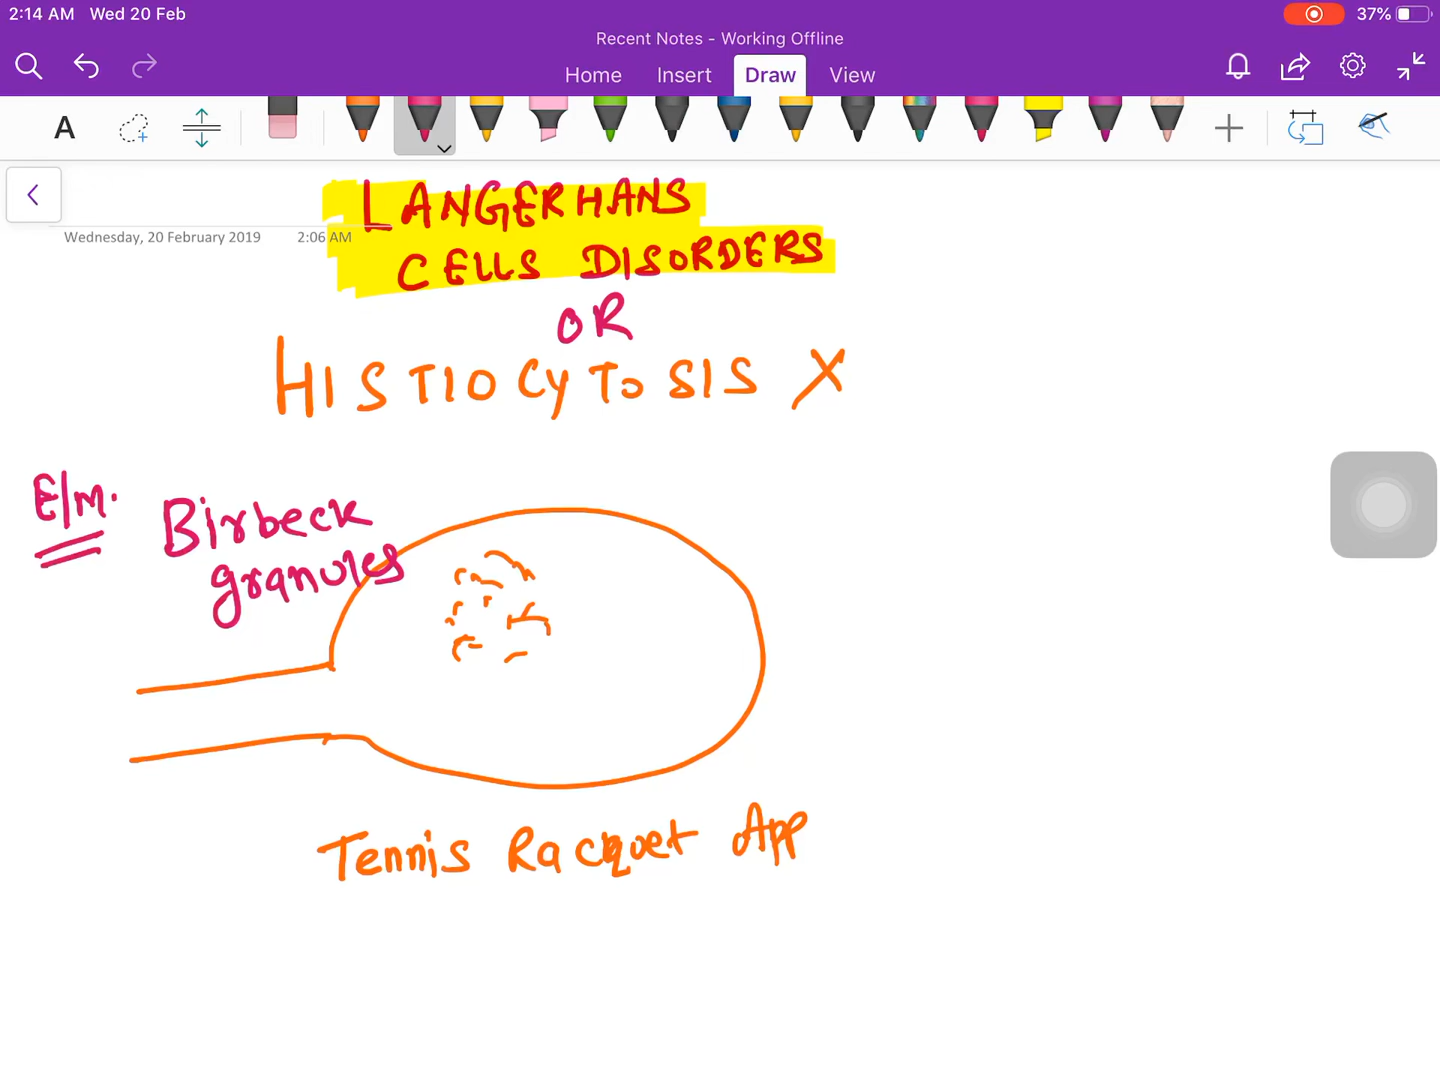 2:14 AM Wed 20 Feb
37%
Recent Notes - Working Offline
Home Insert Draw View
A
LANGERHANS
Wednesday, 20 February 2019 2:06 AM
CELLS DISORDERS
OR
HISTIOCYTOSIS X
E/M. Birbeck
granules
Tennis Racquet App